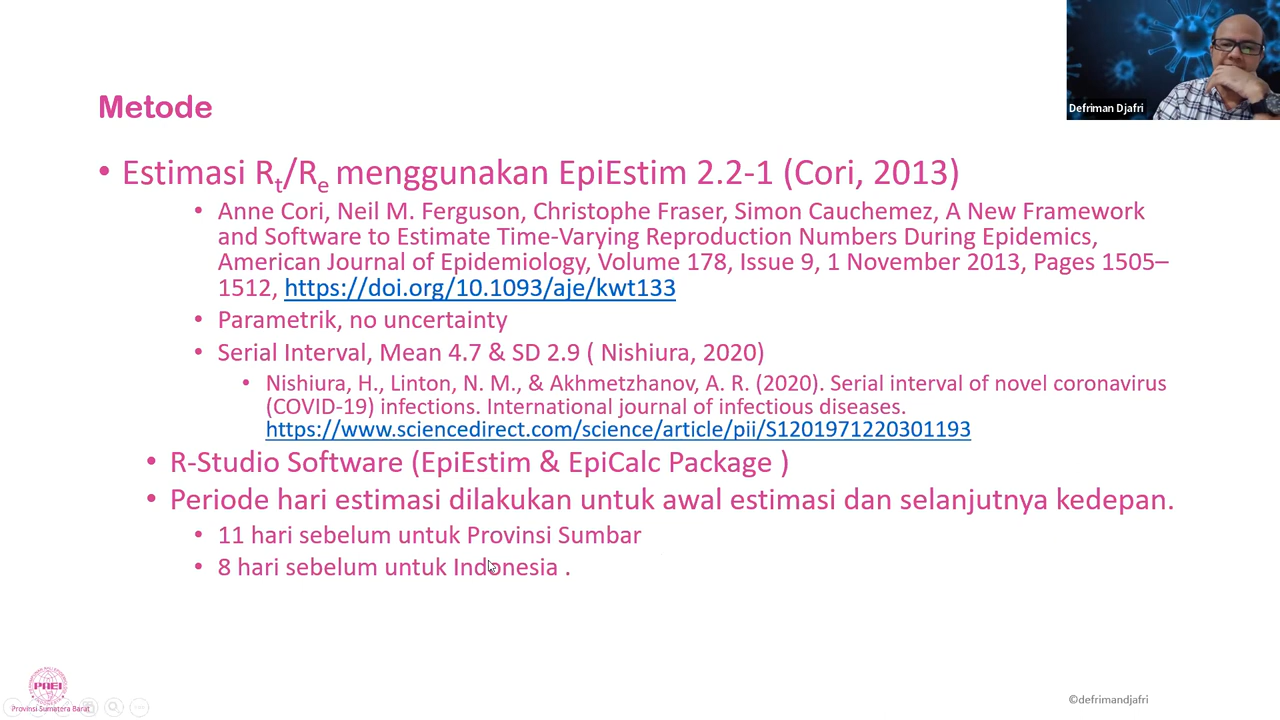 Defriman Djafri
Metode
• Estimasi Rt/Re menggunakan EpiEstim 2.2-1 (Cori, 2013)
• Anne Cori, Neil M. Ferguson, Christophe Fraser, Simon Cauchemez, A New Framework
and Software to Estimate Time-Varying Reproduction Numbers During Epidemics,
American Journal of Epidemiology, Volume 178, Issue 9, 1 November 2013, Pages 1505–
1512, https://doi.org/10.1093/aje/kwt133
• Parametrik, no uncertainty
• Serial Interval, Mean 4.7 & SD 2.9 ( Nishiura, 2020)
• Nishiura, H., Linton, N. M., & Akhmetzhanov, A. R. (2020). Serial interval of novel coronavirus
(COVID-19) infections. International journal of infectious diseases.
https://www.sciencedirect.com/science/article/pii/S1201971220301193
• R-Studio Software (EpiEstim & EpiCalc Package )
• Periode hari estimasi dilakukan untuk awal estimasi dan selanjutnya kedepan.
• 11 hari sebelum untuk Provinsi Sumbar
• 8 hari sebelum untuk Indonesia .
PAEI
Provinsi Sumatera Barat
©defrimandjafri